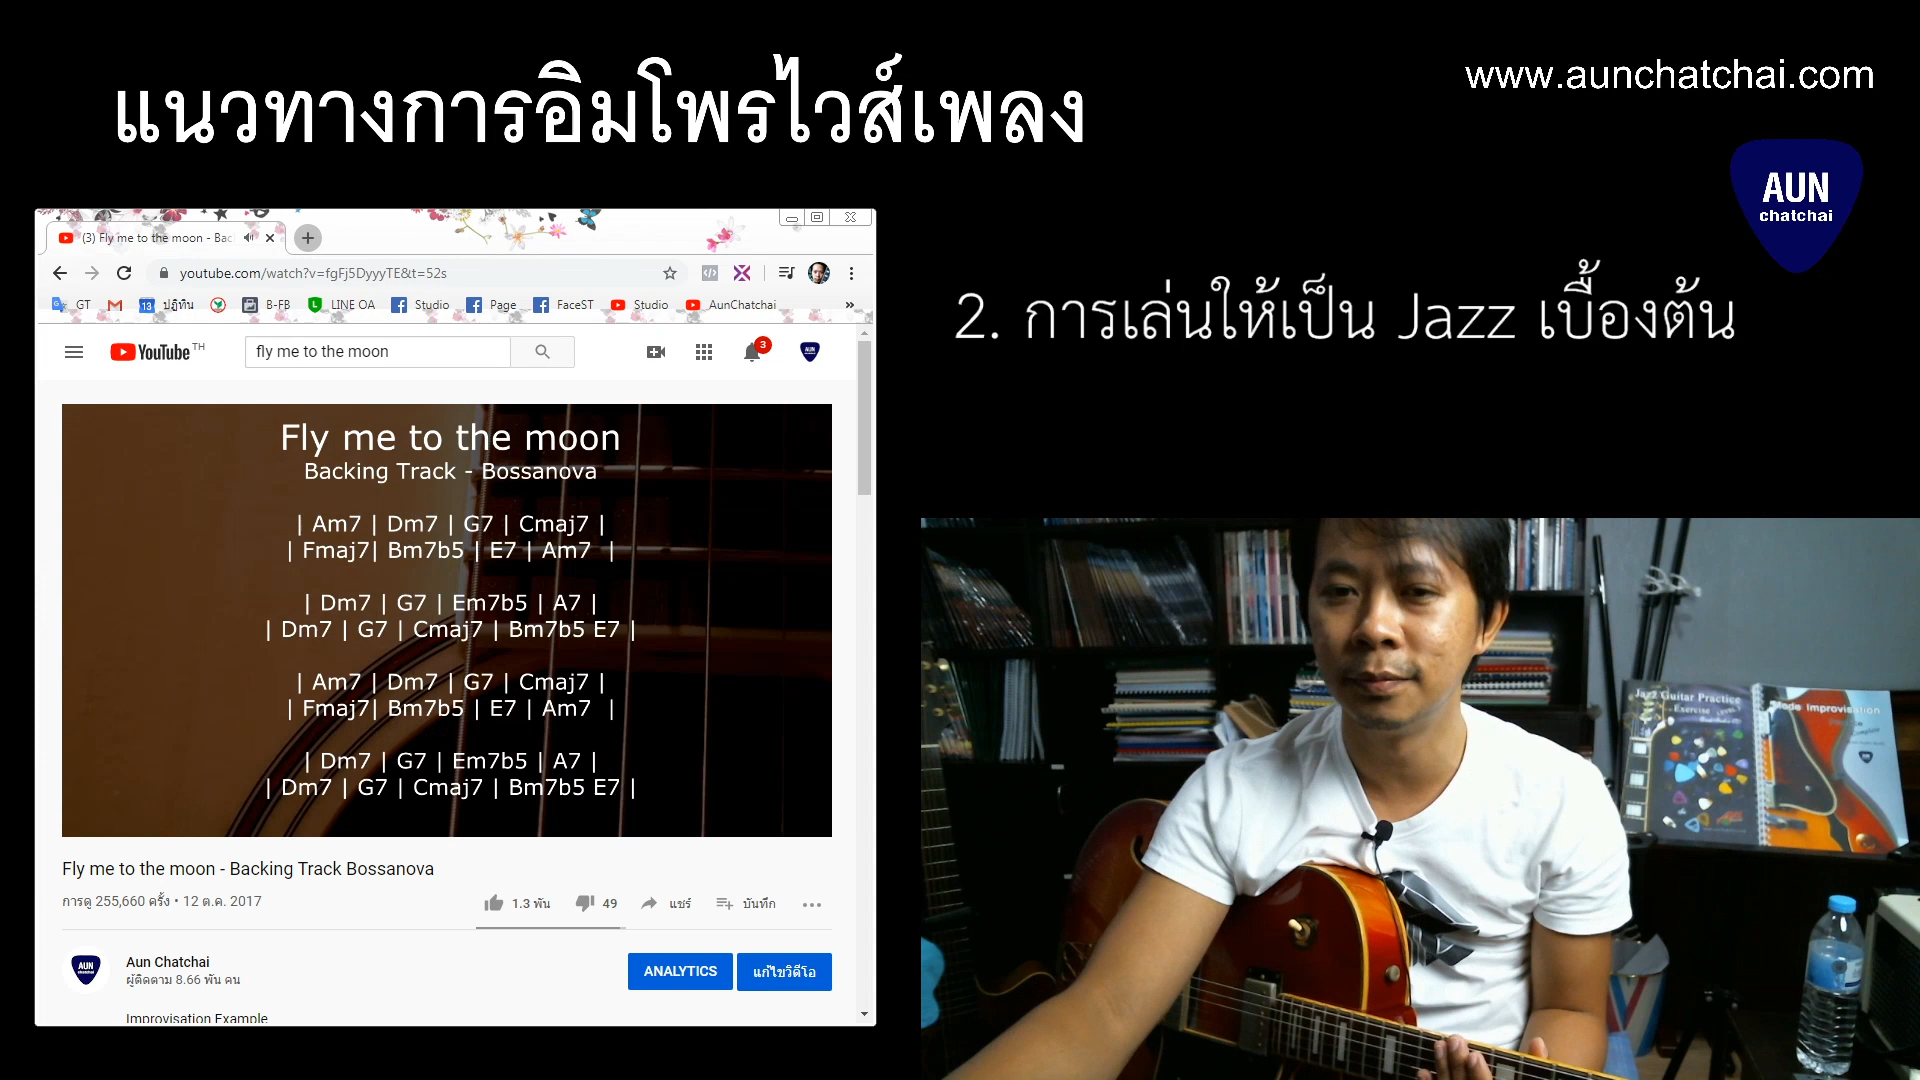 แนวทางการอิมโพรไวส์เพลง
www.aunchatchai.com
AUN
chatchai
2. การเล่นให้เป็น Jazz เบื้องต้น
(3) Fly me to the moon - Bac
youtube.com/watch?v=fgFj5DyyyTE&t=52s
GT
13 ปฏิทิน
B-FB
LINE OA
Studio
Page
FaceST
Studio
AunChatchai
»
YouTube TH
fly me to the moon
3
Fly me to the moon
Backing Track - Bossanova
| Am7 | Dm7 | G7 | Cmaj7 |
| Fmaj7| Bm7b5 | E7 | Am7 |
| Dm7 | G7 | Em7b5 | A7 |
| Dm7 | G7 | Cmaj7 | Bm7b5 E7 |
| Am7 | Dm7 | G7 | Cmaj7 |
| Fmaj7| Bm7b5 | E7 | Am7 |
| Dm7 | G7 | Em7b5 | A7 |
| Dm7 | G7 | Cmaj7 | Bm7b5 E7 |
Fly me to the moon - Backing Track Bossanova
การดู 255,660 ครั้ง • 12 ต.ค. 2017
1.3 พัน
49
แชร์
บันทึก
AUN
chatchai
Aun Chatchai
ผู้ติดตาม 8.66 พัน คน
ANALYTICS
แก้ไขวิดีโอ
Improvisation Example
Jazz Guitar Practice
Exercise
Mode Improvisation